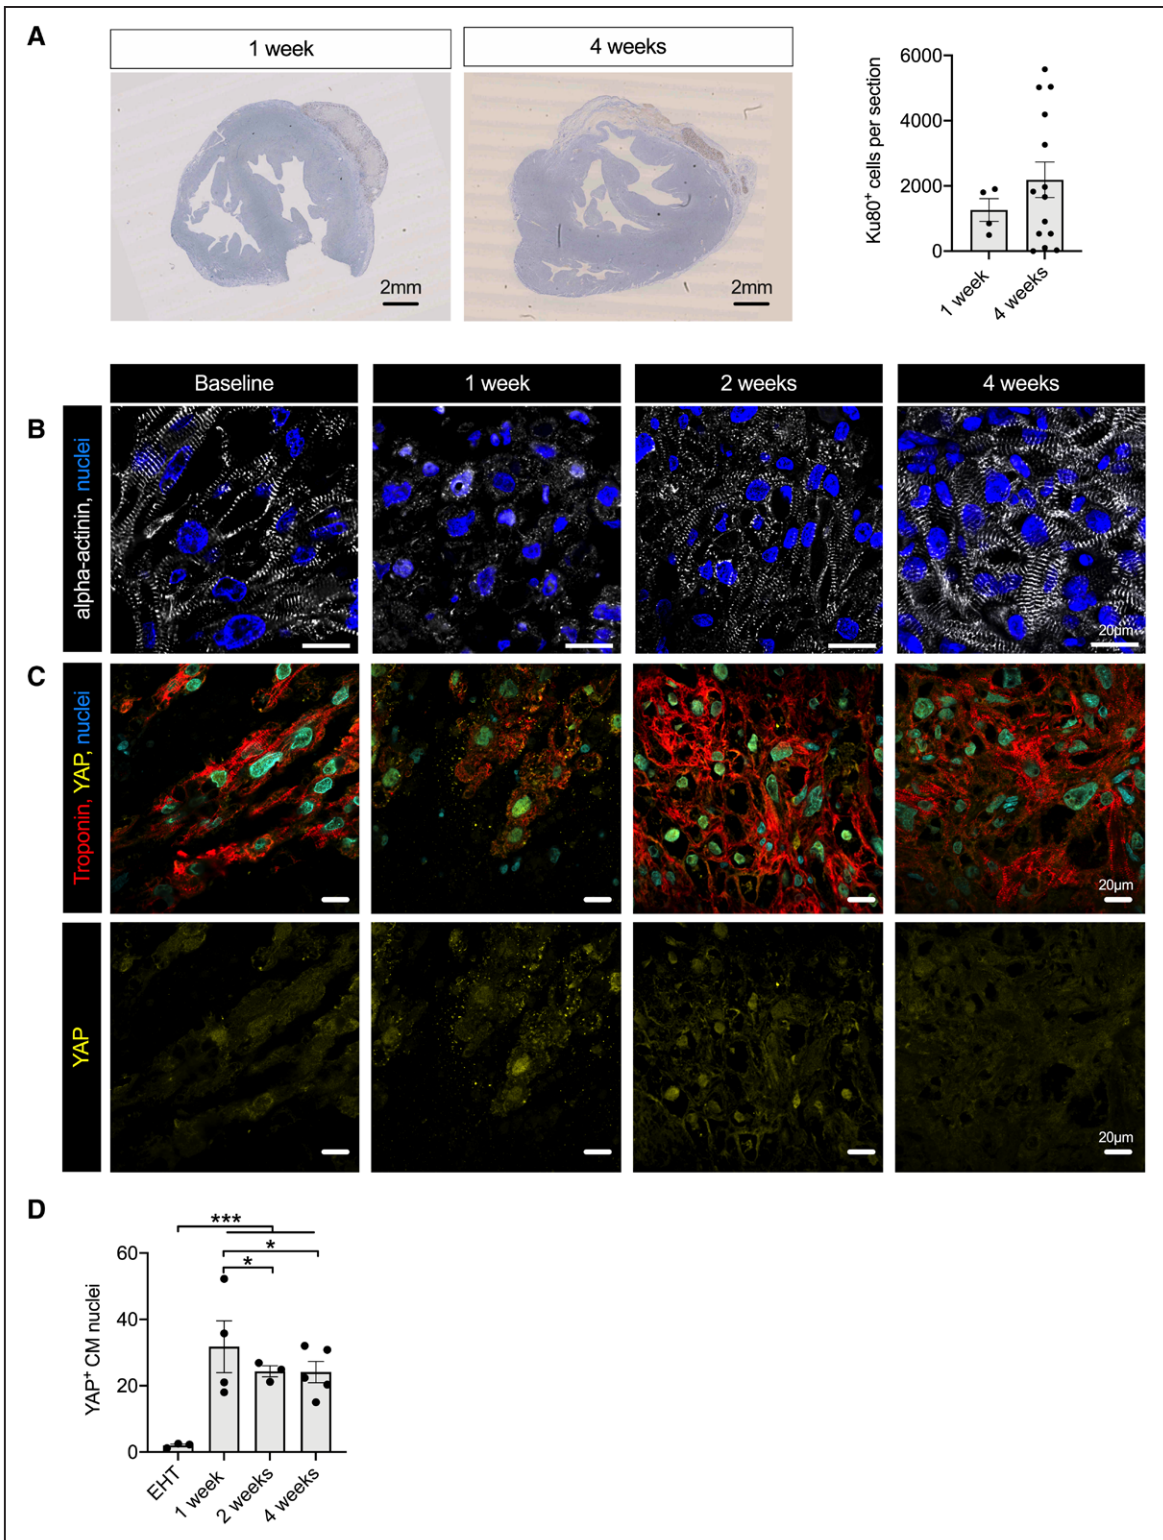 A
1 week
4 weeks
2mm
2mm
Ku80+ cells per section
6000
4000
2000
0
1 week
4 weeks
Baseline
1 week
2 weeks
4 weeks
B
alpha-actinin, nuclei
20µm
C
Troponin, YAP, nuclei
20µm
YAP
20µm
D
***
*
*
YAP+ CM nuclei
60
40
20
0
EHT
1 week
2 weeks
4 weeks